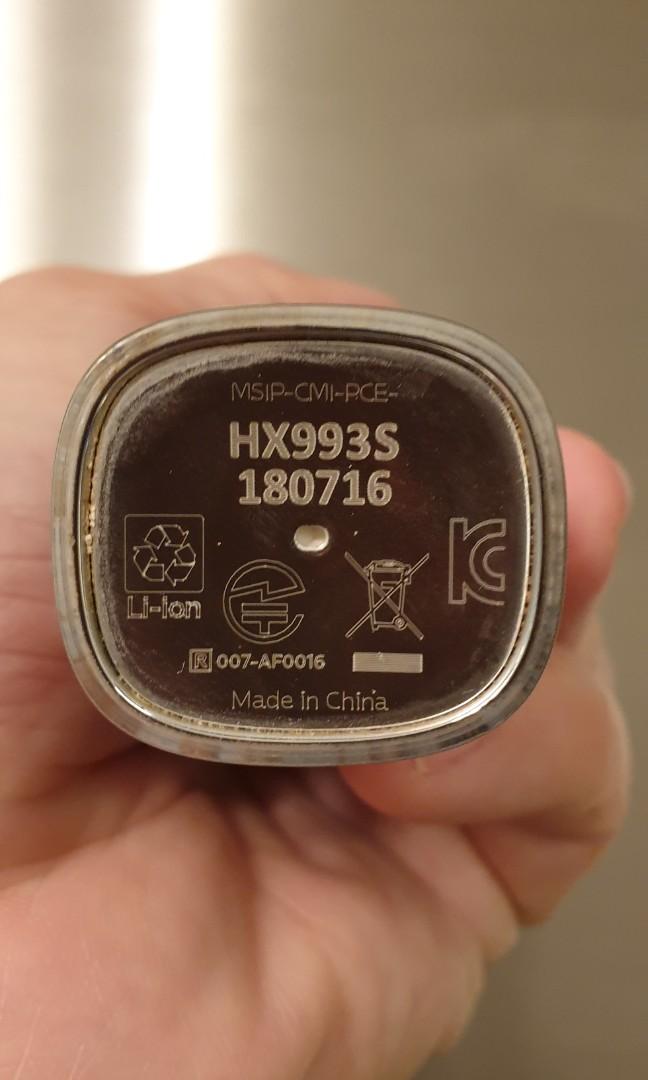 MSIP-CMI-PCE-
HX993S
180716
Li-ion
R 007-AF0016
Made in China